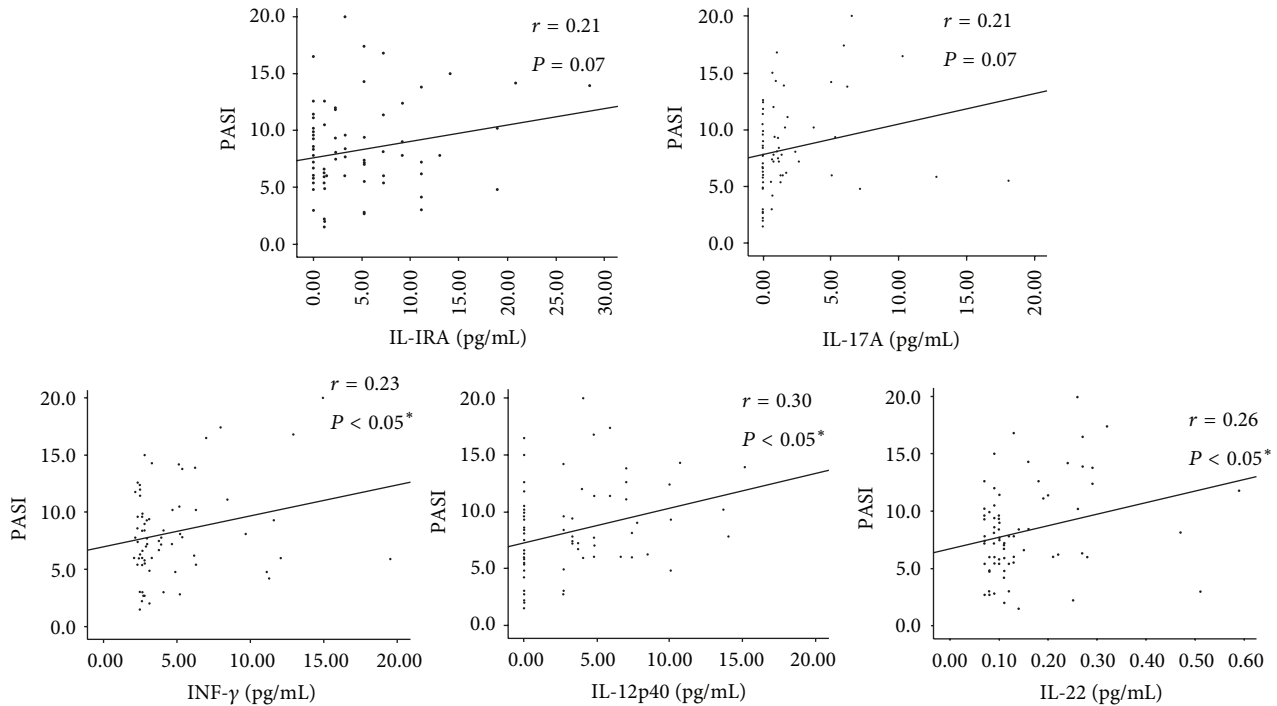 20.0
15.0
10.0
5.0
0.0
PASI
r = 0.21
P = 0.07
0.00
5.00
10.00
15.00
20.00
25.00
30.00
IL-IRA (pg/mL)
20.0
15.0
10.0
5.0
0.0
PASI
r = 0.21
P = 0.07
0.00
5.00
10.00
15.00
20.00
IL-17A (pg/mL)
20.0
15.0
10.0
5.0
0.0
PASI
r = 0.23
P < 0.05*
0.00 5.00 10.00 15.00 20.00
INF-γ (pg/mL)
20.0
15.0
10.0
5.0
0.0
PASI
r = 0.30
P < 0.05*
0.00 5.00 10.00 15.00 20.00
IL-12p40 (pg/mL)
20.0
15.0
10.0
5.0
0.0
PASI
r = 0.26
P < 0.05*
0.00 0.10 0.20 0.30 0.40 0.50 0.60
IL-22 (pg/mL)